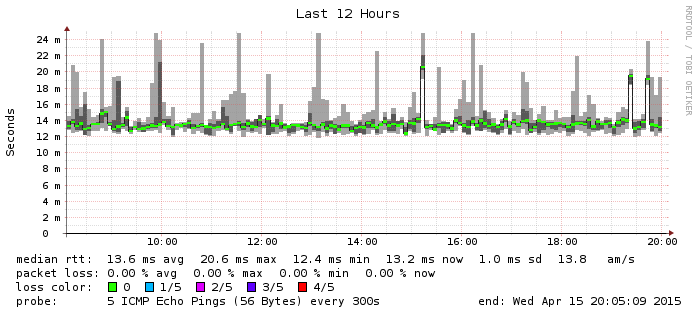 Last 12 Hours
RRDTOOL / TOBI OETIKER
Seconds
24 m
22 m
20 m
18 m
16 m
14 m
12 m
10 m
8 m
6 m
4 m
2 m
0
10:00 12:00 14:00 16:00 18:00 20:00
median rtt: 13.6 ms avg 20.6 ms max 12.4 ms min 13.2 ms now 1.0 ms sd 13.8 am/s
packet loss: 0.00 % avg 0.00 % max 0.00 % min 0.00 % now
loss color: 0 1/5 2/5 3/5 4/5
probe: 5 ICMP Echo Pings (56 Bytes) every 300s end: Wed Apr 15 20:05:09 2015